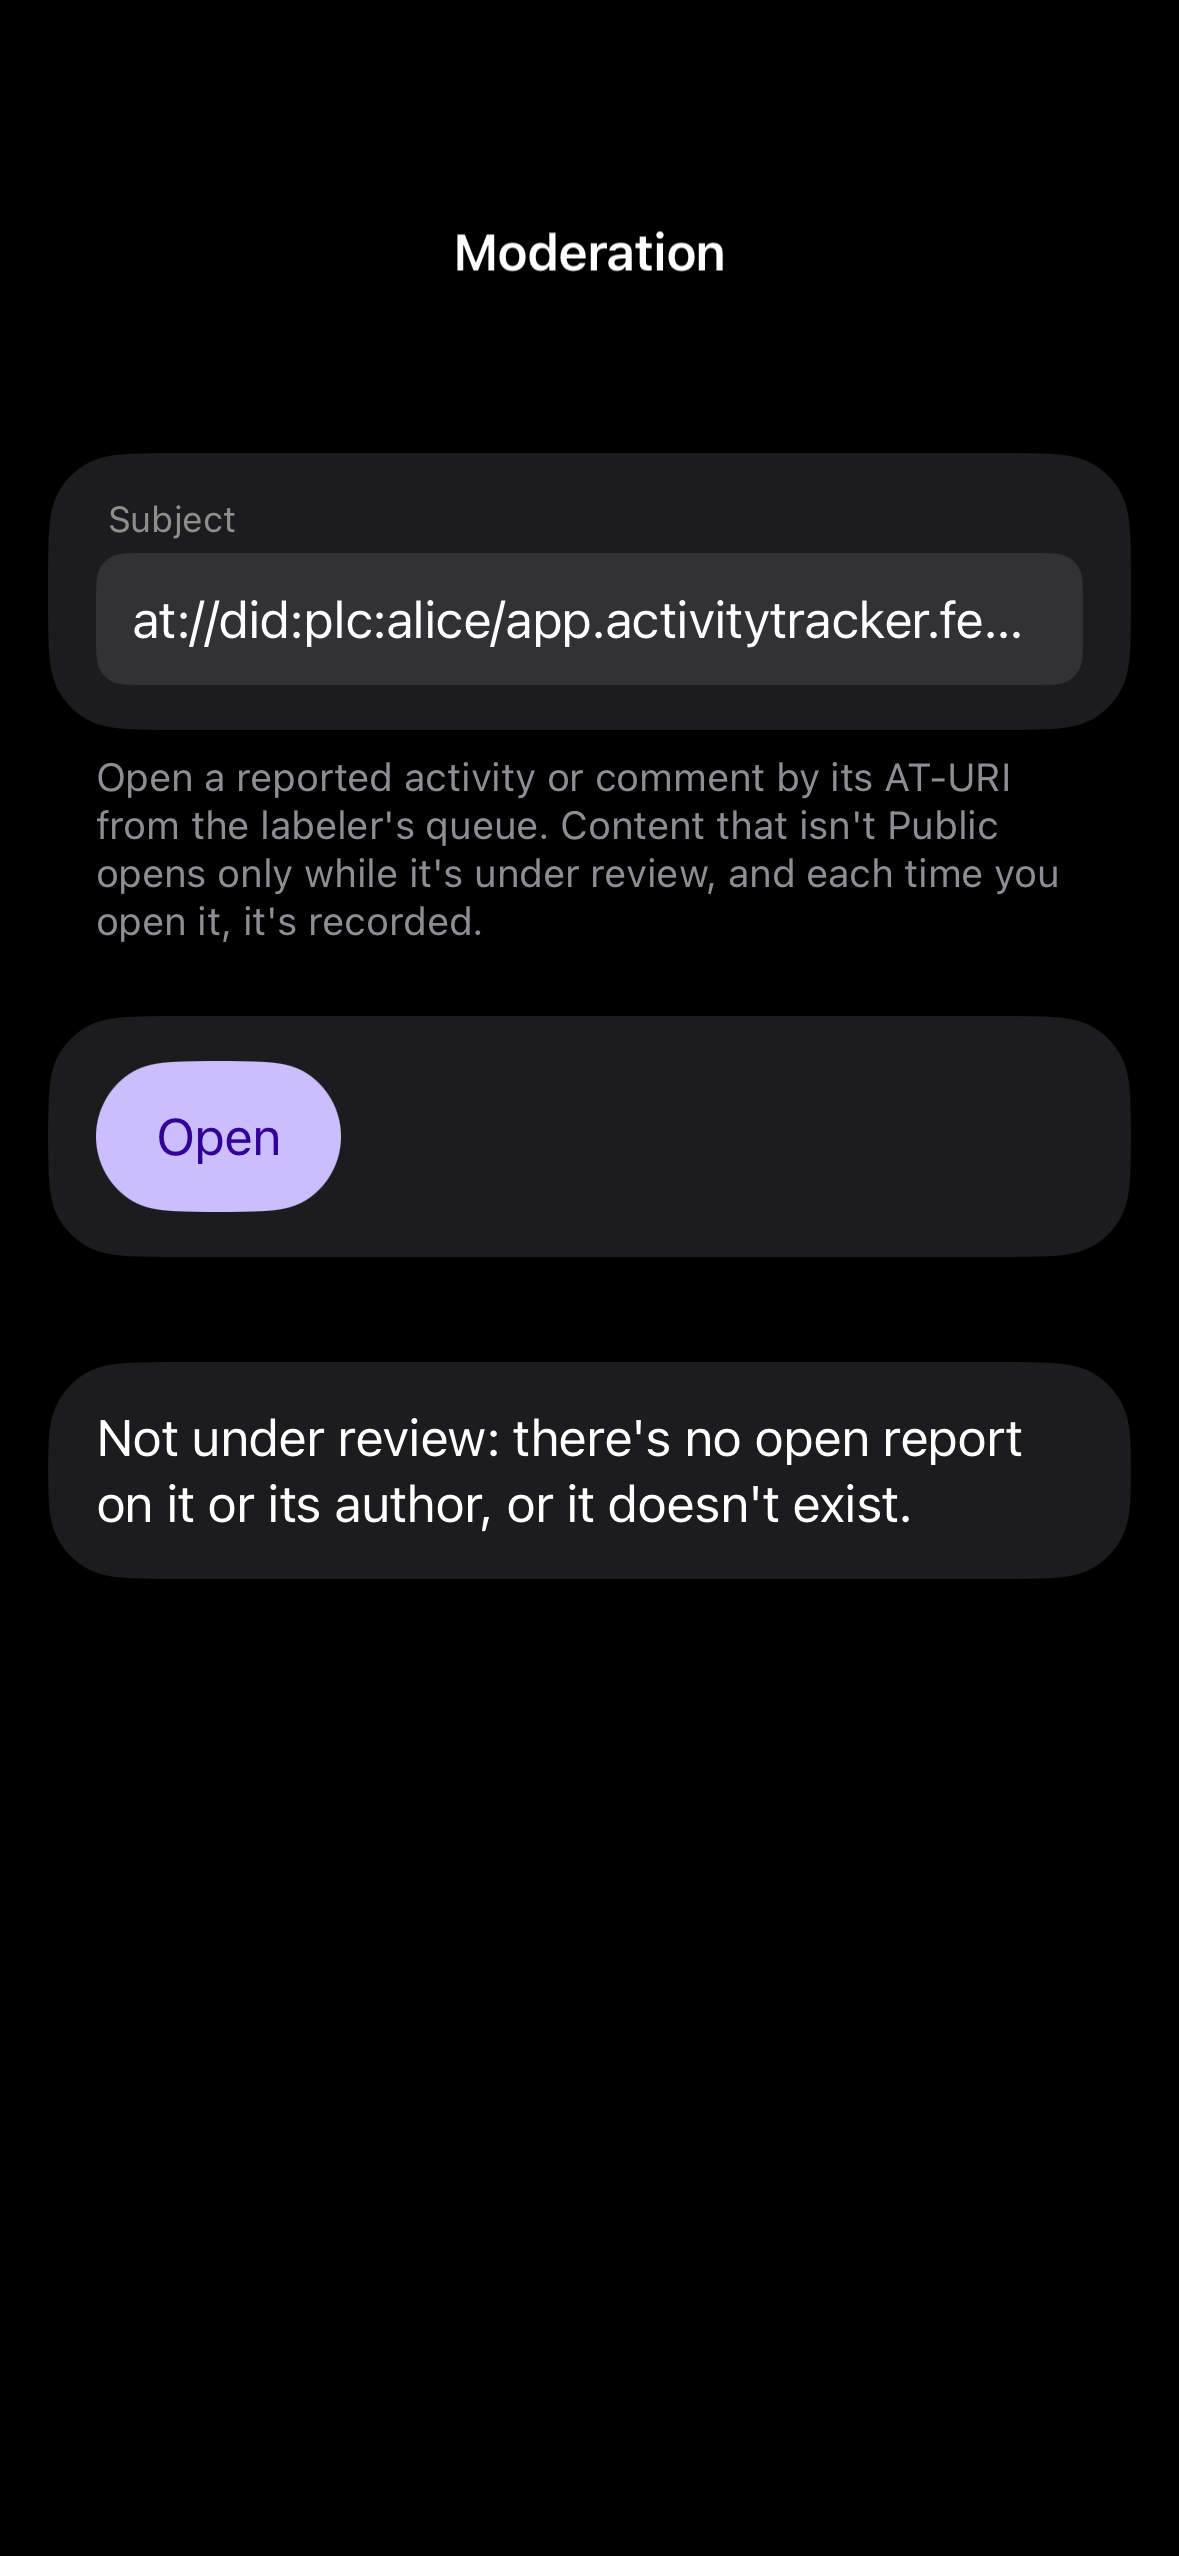 Moderation
Subject
at://did:plc:alice/app.activitytracker.fe...
Open a reported activity or comment by its AT-URI
from the labeler's queue. Content that isn't Public
opens only while it's under review, and each time you
open it, it's recorded.
Open
Not under review: there's no open report
on it or its author, or it doesn't exist.